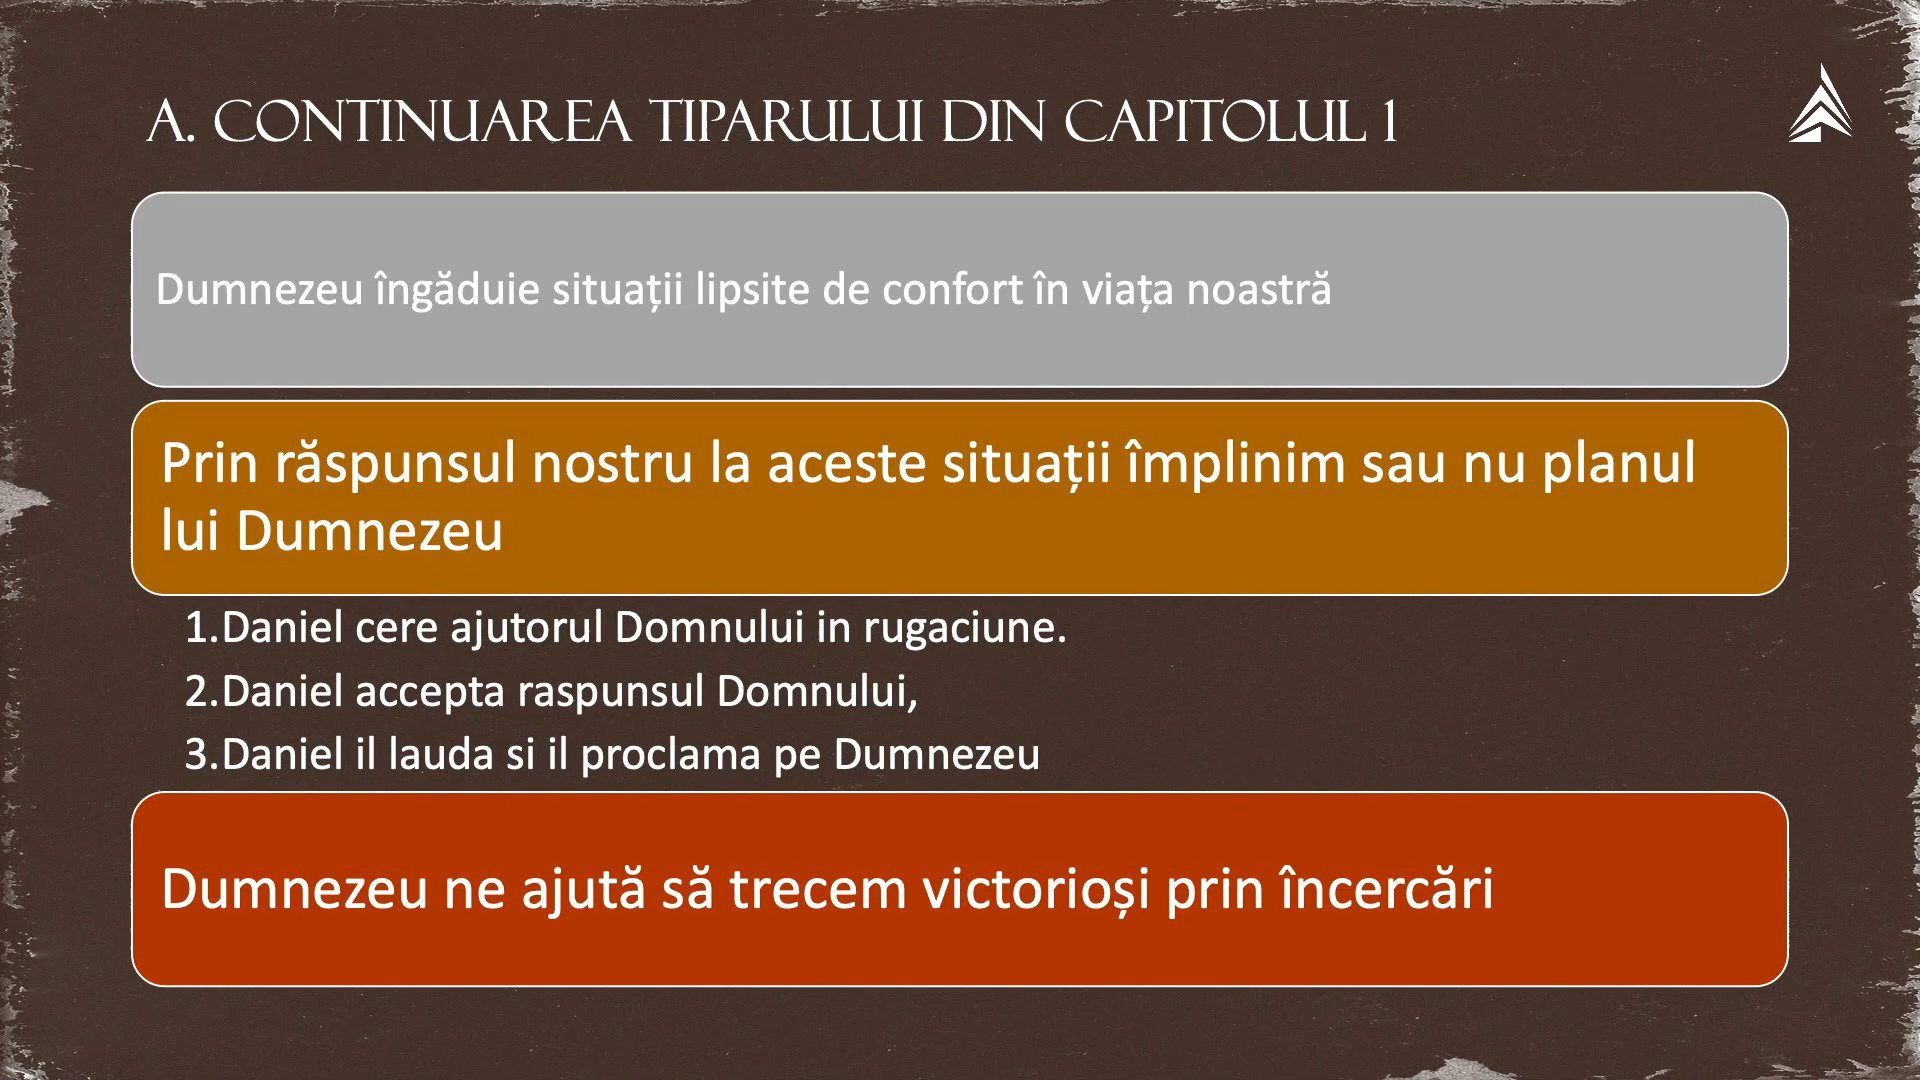 A. CONTINUAREA TIPARULUI DIN CAPITOLUL 1
Dumnezeu îngăduie situații lipsite de confort în viața noastră
Prin răspunsul nostru la aceste situații împlinim sau nu planul
lui Dumnezeu
1.Daniel cere ajutorul Domnului in rugaciune.
2.Daniel accepta raspunsul Domnului,
3.Daniel il lauda si il proclama pe Dumnezeu
Dumnezeu ne ajută să trecem victorioși prin încercări